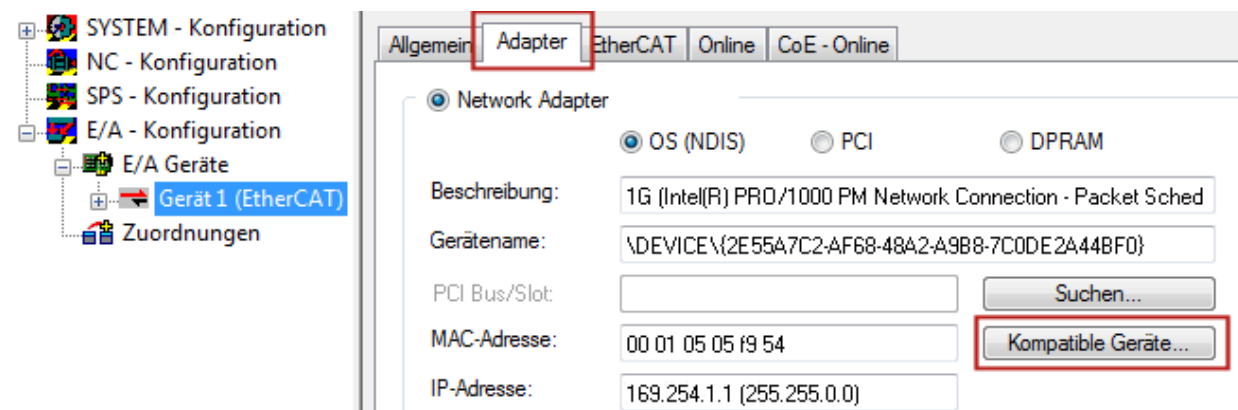 SYSTEM - Konfiguration
NC - Konfiguration
SPS - Konfiguration
E/A - Konfiguration
E/A Geräte
Gerät 1 (EtherCAT)
Zuordnungen
Allgemein Adapter EtherCAT Online CoE - Online
Network Adapter
OS (NDIS) PCI DPRAM
Beschreibung: 1G (Intel(R) PRO/1000 PM Network Connection - Packet Sched
Gerätename: \DEVICE\{2E55A7C2-AF68-48A2-A9B8-7C0DE2A44BF0}
PCI Bus/Slot: Suchen...
MAC-Adresse: 00 01 05 05 f9 54 Kompatible Geräte...
IP-Adresse: 169.254.1.1 (255.255.0.0)